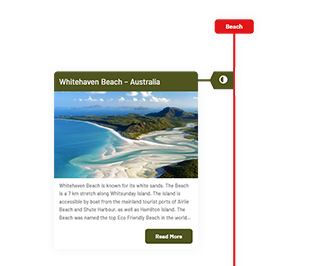 Beach
Whitehaven Beach – Australia
Whitehaven Beach is known for its white sands. The Beach
is a 7 km stretch along Whitsunday Island. The island is
accessible by boat from the mainland tourist ports of Airlie
Beach and Shute Harbour, as well as Hamilton Island. The
Beach was named the top Eco Friendly Beach in the world...
Read More